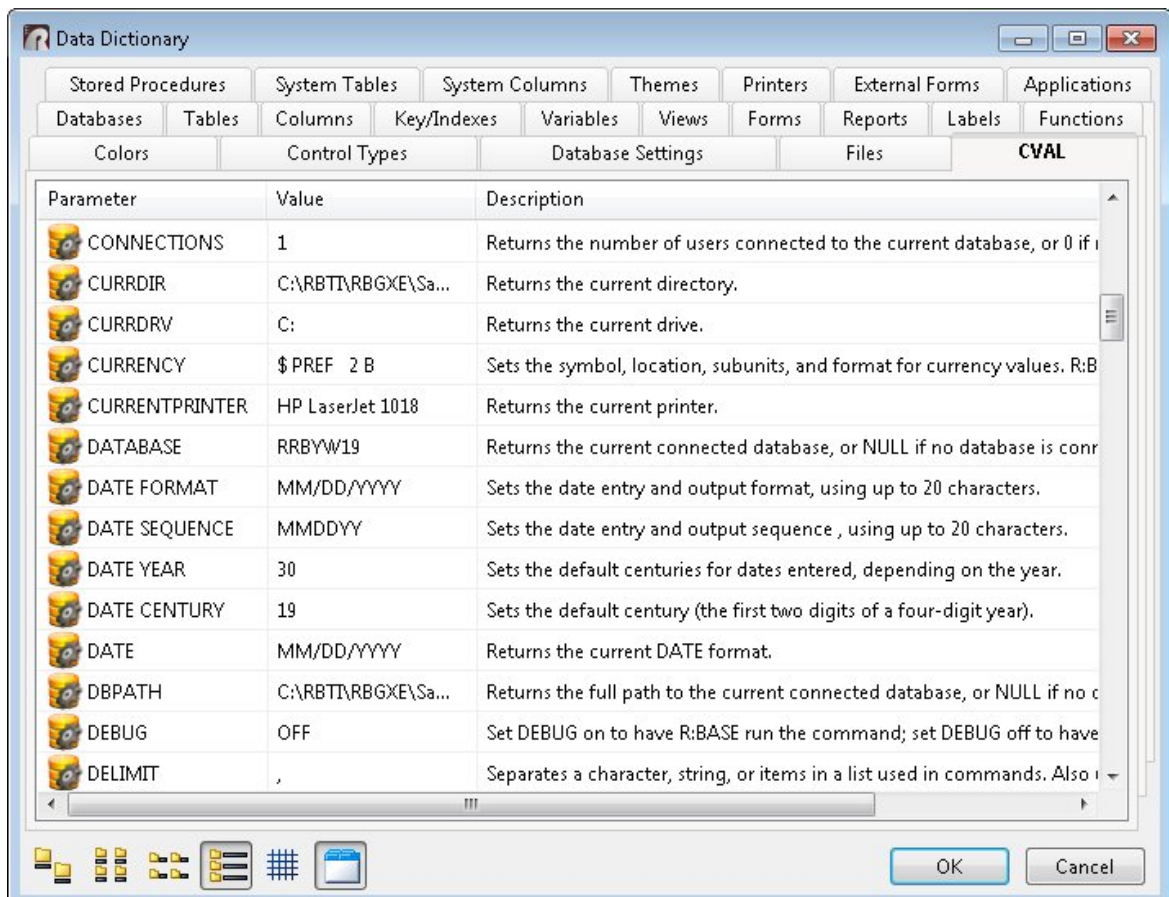 Data Dictionary
Stored Procedures System Tables System Columns Themes Printers External Forms Applications
Databases Tables Columns Key/Indexes Variables Views Forms Reports Labels Functions
Colors Control Types Database Settings Files CVAL
Parameter Value Description
CONNECTIONS 1 Returns the number of users connected to the current database, or 0 if
CURRDIR C:\RBTI\RBGXE\Sa... Returns the current directory.
CURRDRV C: Returns the current drive.
CURRENCY $ PREF 2 B Sets the symbol, location, subunits, and format for currency values. R:B
CURRENTPRINTER HP LaserJet 1018 Returns the current printer.
DATABASE RRBYW19 Returns the current connected database, or NULL if no database is
DATE FORMAT MM/DD/YYYY Sets the date entry and output format, using up to 20 characters.
DATE SEQUENCE MMDDYY Sets the date entry and output sequence , using up to 20 characters.
DATE YEAR 30 Sets the default centuries for dates entered, depending on the year.
DATE CENTURY 19 Sets the default century (the first two digits of a four-digit year).
DATE MM/DD/YYYY Returns the current DATE format.
DBPATH C:\RBTI\RBGXE\Sa... Returns the full path to the current connected database, or NULL if no
DEBUG OFF Set DEBUG on to have R:BASE run the command; set DEBUG off to have
DELIMIT , Separates a character, string, or items in a list used in commands. Also
OK Cancel